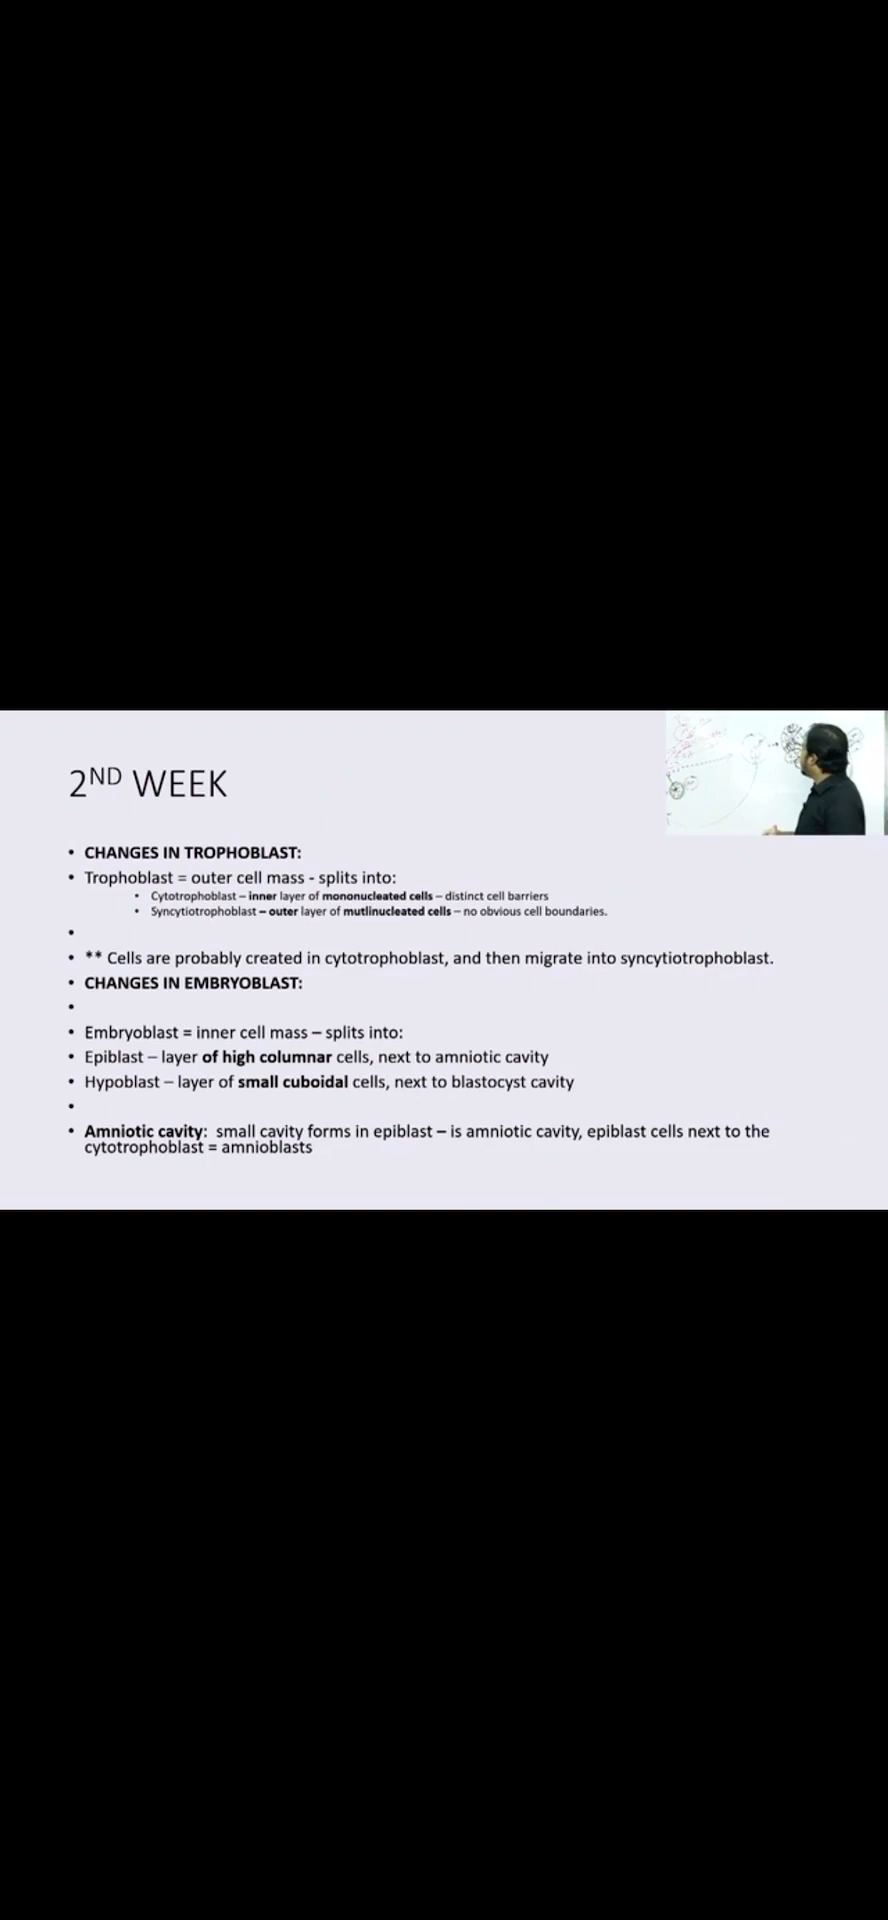 2ND WEEK
• CHANGES IN TROPHOBLAST:
• Trophoblast = outer cell mass - splits into:
• Cytotrophoblast – inner layer of mononucleated cells – distinct cell barriers
• Syncytiotrophoblast – outer layer of mutlinucleated cells – no obvious cell boundaries.
•
• ** Cells are probably created in cytotrophoblast, and then migrate into syncytiotrophoblast.
• CHANGES IN EMBRYOBLAST:
•
• Embryoblast = inner cell mass – splits into:
• Epiblast – layer of high columnar cells, next to amniotic cavity
• Hypoblast – layer of small cuboidal cells, next to blastocyst cavity
•
• Amniotic cavity: small cavity forms in epiblast – is amniotic cavity, epiblast cells next to the
cytotrophoblast = amnioblasts